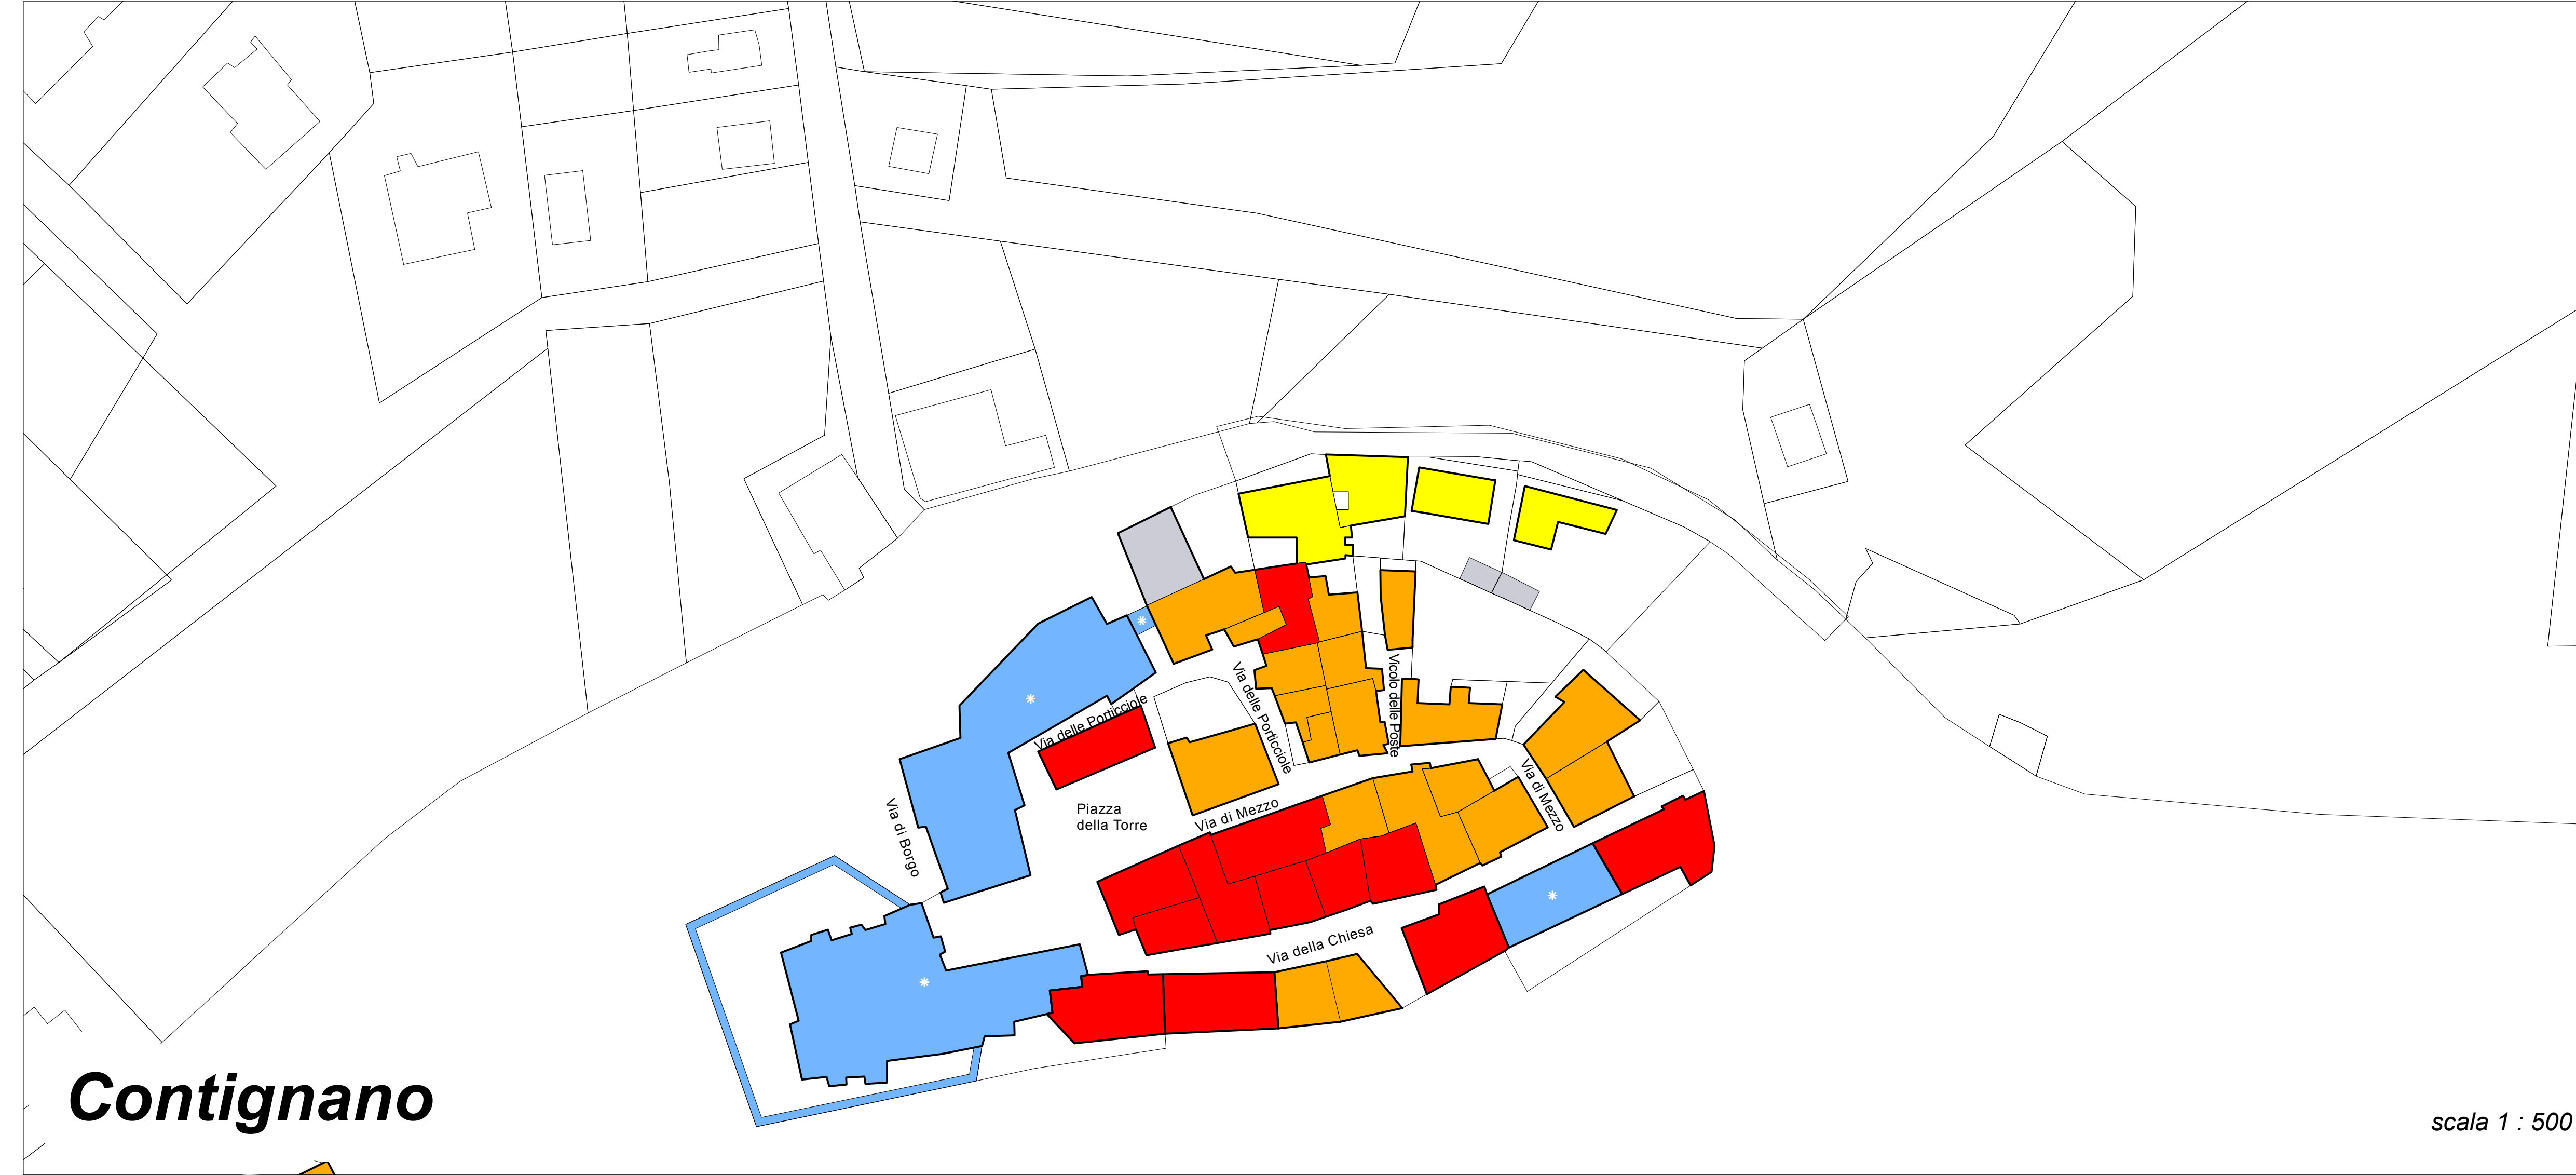 Via delle Porticciole
Via delle Porticciole
Vicolo delle Poste
Piazza
della Torre
Via di Mezzo
Via di Mezzo
Via di Borgo
Via della Chiesa
Contignano
scala 1 : 500